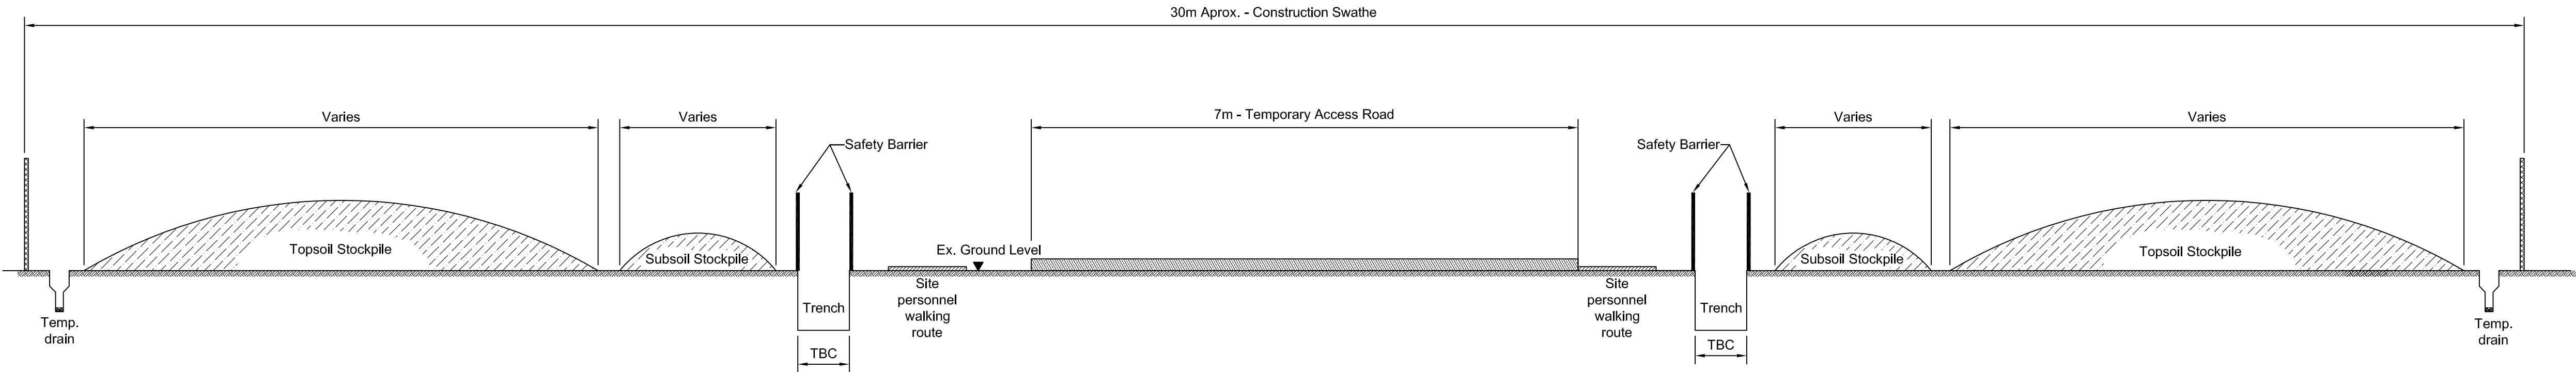 30m Aprox. - Construction Swathe
Varies
Varies
7m - Temporary Access Road
Varies
Varies
Safety Barrier
Safety Barrier
Topsoil Stockpile
Subsoil Stockpile
Ex. Ground Level
Subsoil Stockpile
Topsoil Stockpile
Temp.
drain
Trench
Site
personnel
walking
route
Site
personnel
walking
route
Trench
Temp.
drain
TBC
TBC